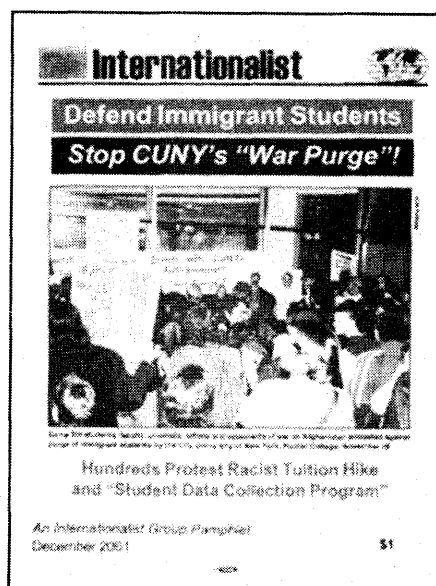 Internationalist
Defend Immigrant Students
Stop CUNY's "War Purge"!
Hundreds Protest Racist Tuition Hike
and "Student Data Collection Program"
An Internationalist Group Pamphlet
December 2001
$1